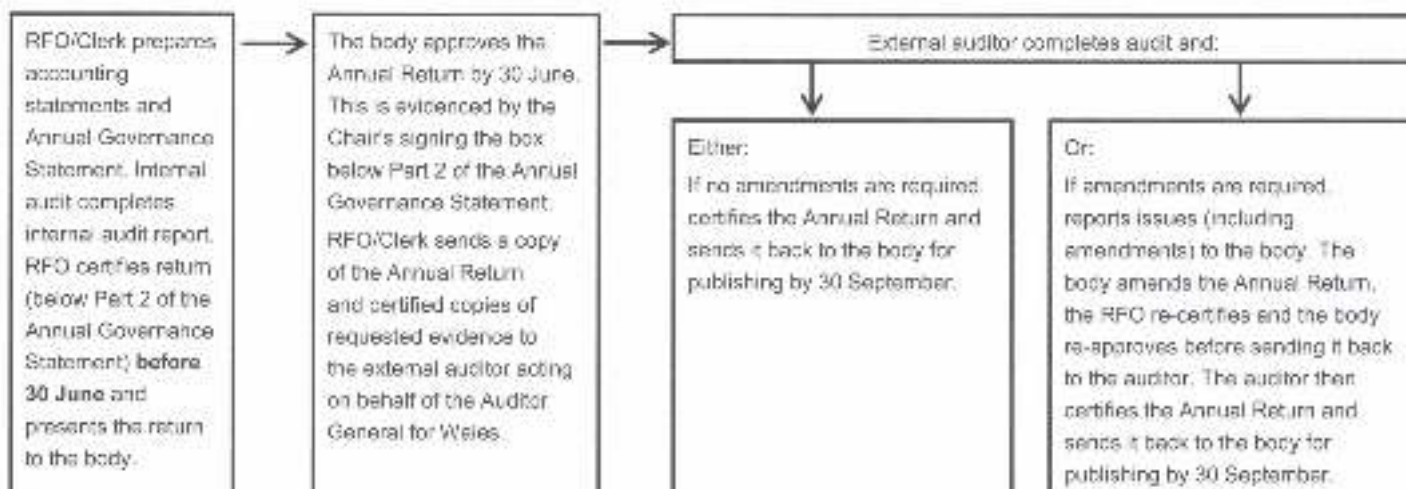 RFO/Clerk prepares
accounting
statements and
Annual Governance
Statement. Internal
audit completes
internal audit report.
RFO certifies return
(below Part 2 of the
Annual Governance
Statement) before
30 June and
presents the return
to the body.
The body approves the
Annual Return by 30 June.
This is evidenced by the
Chair's signing the box
below Part 2 of the Annual
Governance Statement.
RFO/Clerk sends a copy
of the Annual Return
and certified copies of
requested evidence to
the external auditor acting
on behalf of the Auditor
General for Wales.
External auditor completes audit and:
Either:
If no amendments are required,
certifies the Annual Return and
sends it back to the body for
publishing by 30 September.
Or:
If amendments are required,
reports issues (including
amendments) to the body. The
body amends the Annual Return,
the RFO re-certifies and the body
re-approves before sending it back
to the auditor. The auditor then
certifies the Annual Return and
sends it back to the body for
publishing by 30 September.